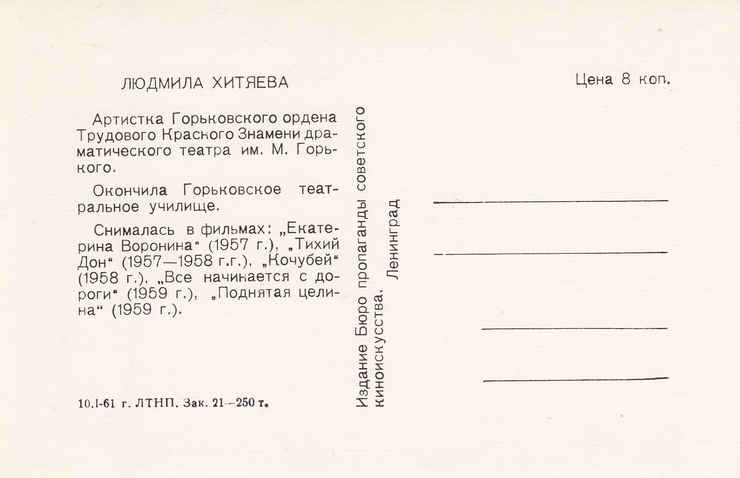 ЛЮДМИЛА ХИТЯЕВА
Цена 8 коп.
Артистка Горьковского ордена
Трудового Красного Знамени дра-
матического театра им. М. Горь-
кого.
Окончила Горьковское теат-
ральное училище.
Снималась в фильмах: „Екате-
рина Воронина“ (1957 г.), „Тихий
Дон“ (1957—1958 г.г.), „Кочубей“
(1958 г.), „Все начинается с до-
роги“ (1959 г.), „Поднятая цели-
на“ (1959 г.).
10.I-61 г. ЛТНП. Зак. 21—250 т.
Издание Бюро пропаганды советского
киноискусства. Ленинград